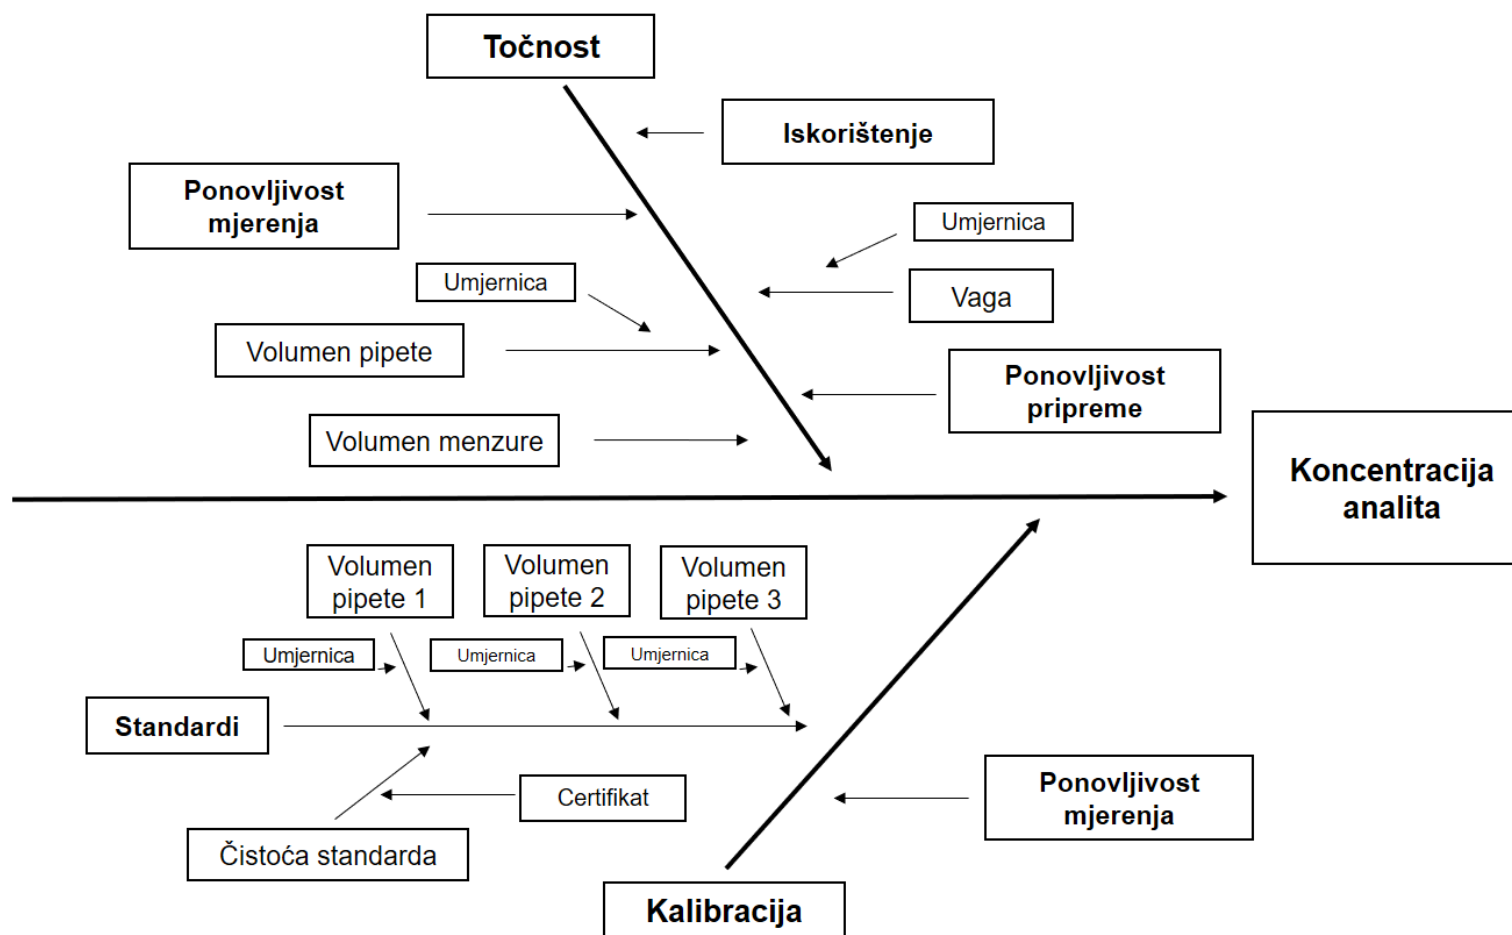 Točnost
Iskorištenje
Ponovljivost
mjerenja
Umjernica
Umjernica
Vaga
Volumen pipete
Ponovljivost
pripreme
Volumen menzure
Koncentracija
analita
Volumen
pipete 1
Volumen
pipete 2
Volumen
pipete 3
Umjernica
Umjernica
Umjernica
Standardi
Certifikat
Ponovljivost
mjerenja
Čistoća standarda
Kalibracija